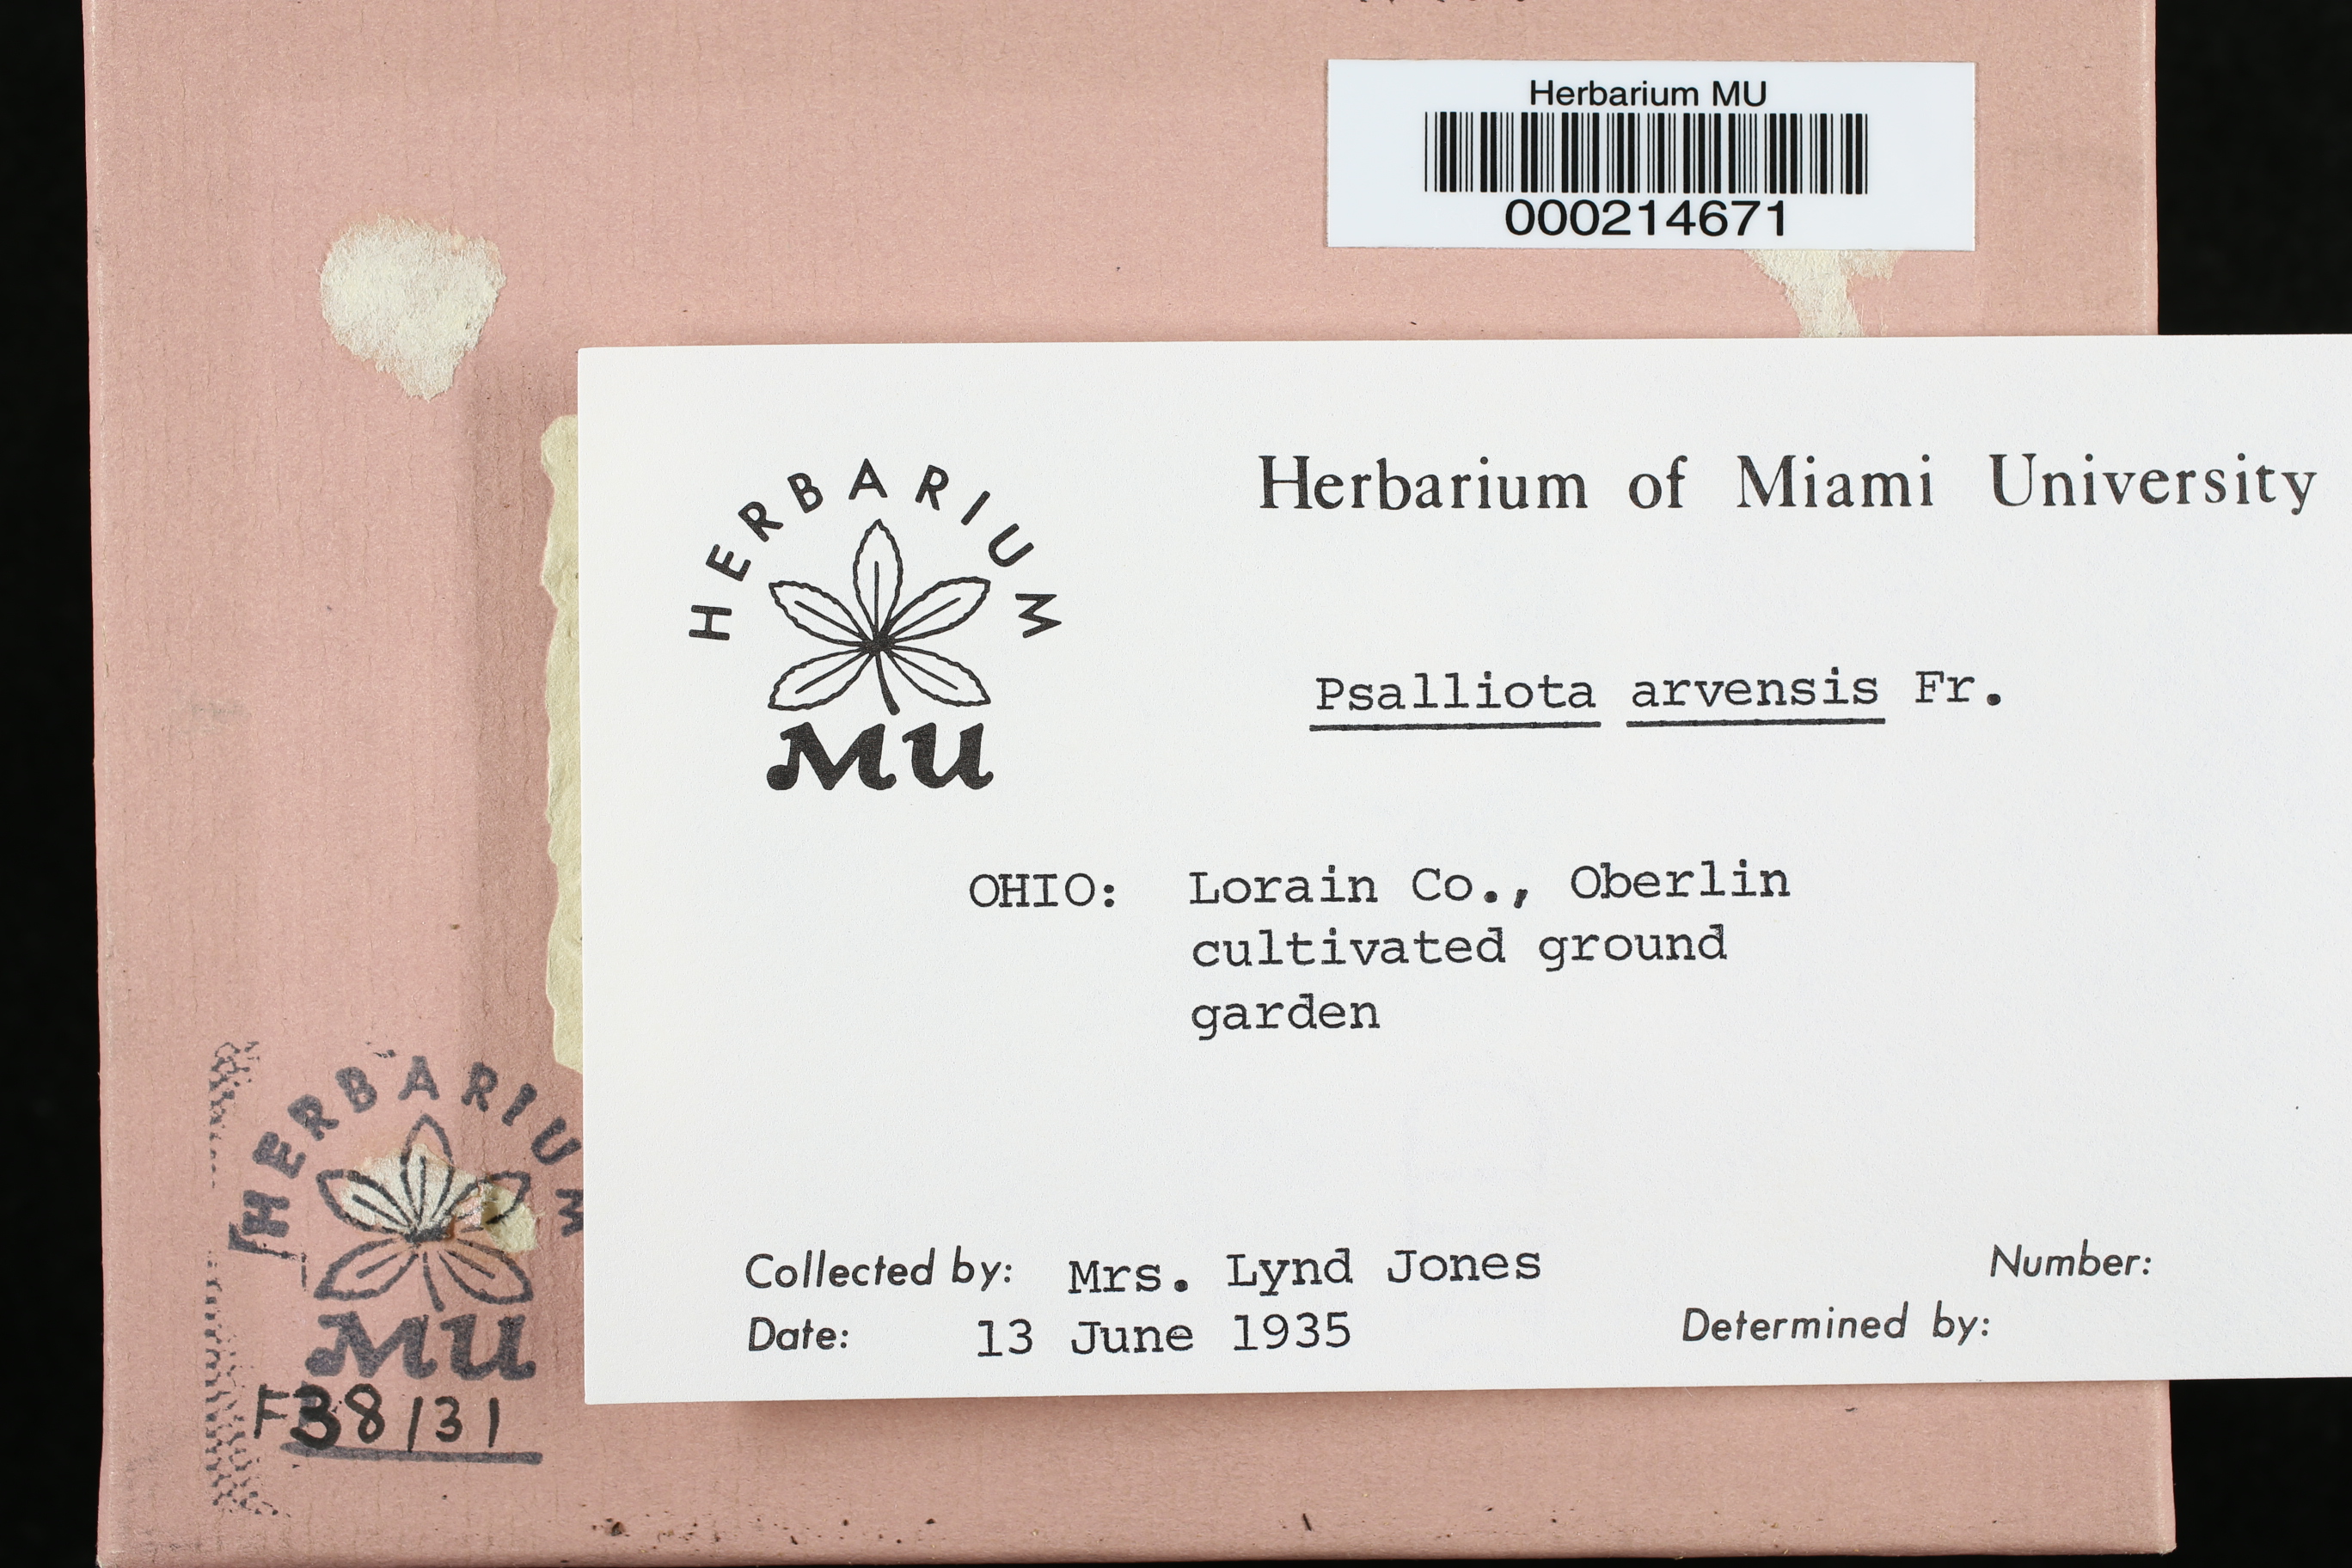 Herbarium MU
000214671
HERBARIUM
MU
Herbarium of Miami University
Psalliota arvensis Fr.
OHIO: Lorain Co., Oberlin
cultivated ground
garden
Collected by: Mrs. Lynd Jones
Number:
Date: 13 June 1935
Determined by:
HERBARIUM
MU
F38131